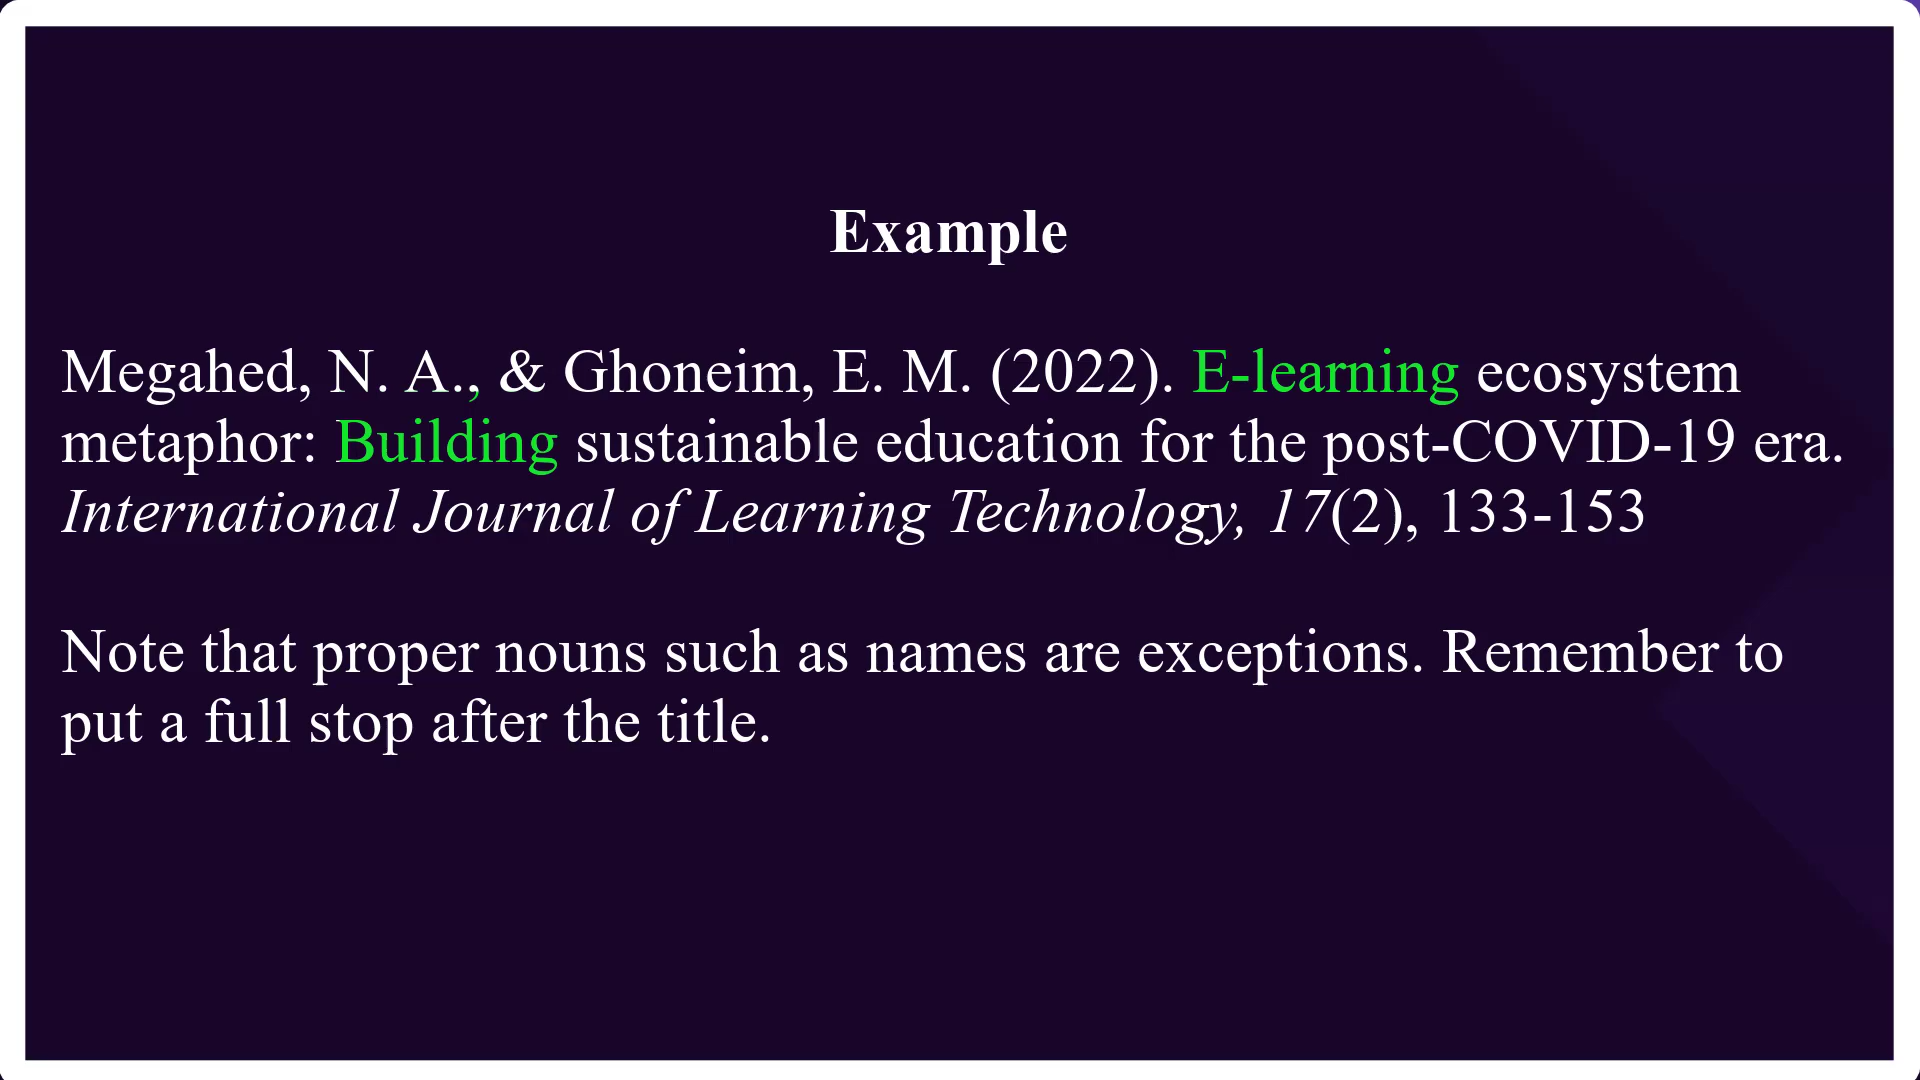 Example
Megahed, N. A., & Ghoneim, E. M. (2022). E-learning ecosystem
metaphor: Building sustainable education for the post-COVID-19 era.
International Journal of Learning Technology, 17(2), 133-153
Note that proper nouns such as names are exceptions. Remember to
put a full stop after the title.